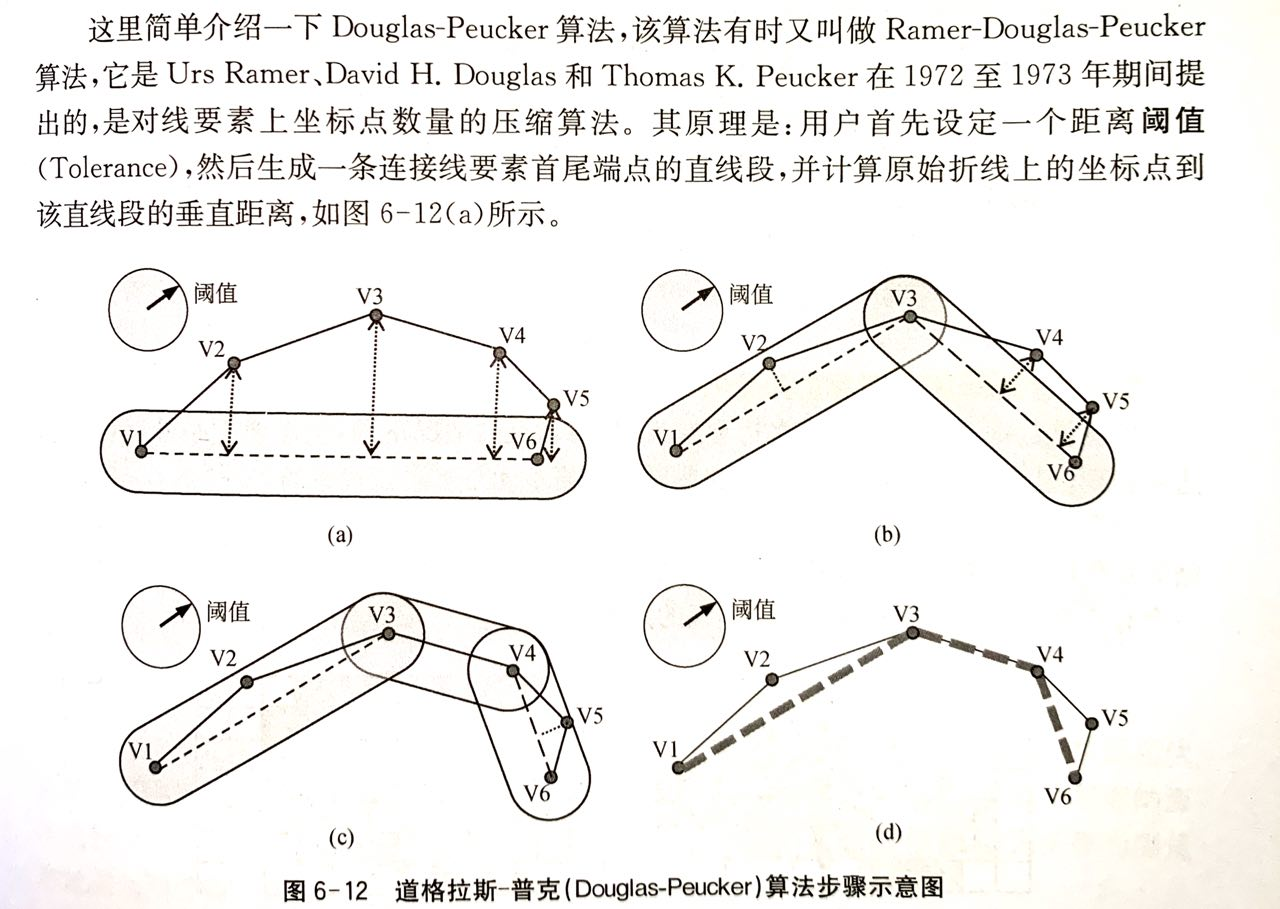 这里简单介绍一下 Douglas-Peucker 算法,该算法有时又叫做 Ramer-Douglas-Peucker
算法,它是 Urs Ramer、David H. Douglas 和 Thomas K. Peucker 在 1972 至 1973 年期间提
出的,是对线要素上坐标点数量的压缩算法。其原理是:用户首先设定一个距离阈值
(Tolerance),然后生成一条连接线要素首尾端点的直线段,并计算原始折线上的坐标点到
该直线段的垂直距离,如图 6-12(a)所示。
阈值
V1
V2
V3
V4
V5
V6
(a)
阈值
V1
V2
V3
V4
V5
V6
(b)
阈值
V1
V2
V3
V4
V5
V6
(c)
阈值
V1
V2
V3
V4
V5
V6
(d)
图 6-12 道格拉斯-普克(Douglas-Peucker)算法步骤示意图